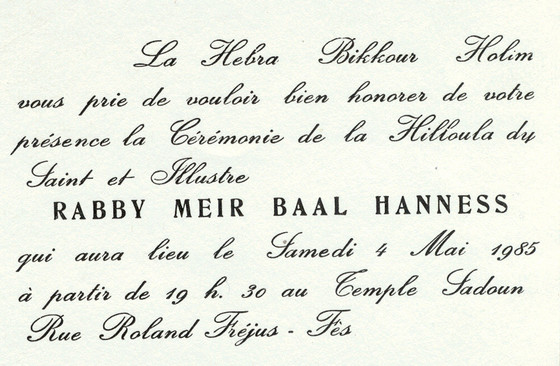 La Hebra Bikkour Holim
vous prie de vouloir bien honorer de votre
présence la Cérémonie de la Hilloula du
Saint et Illustre
RABBY MEIR BAAL HANNESS
qui aura lieu le Samedi 4 Mai 1985
à partir de 19 h. 30 au Temple Sadoun
Rue Roland Fréjus - Fès